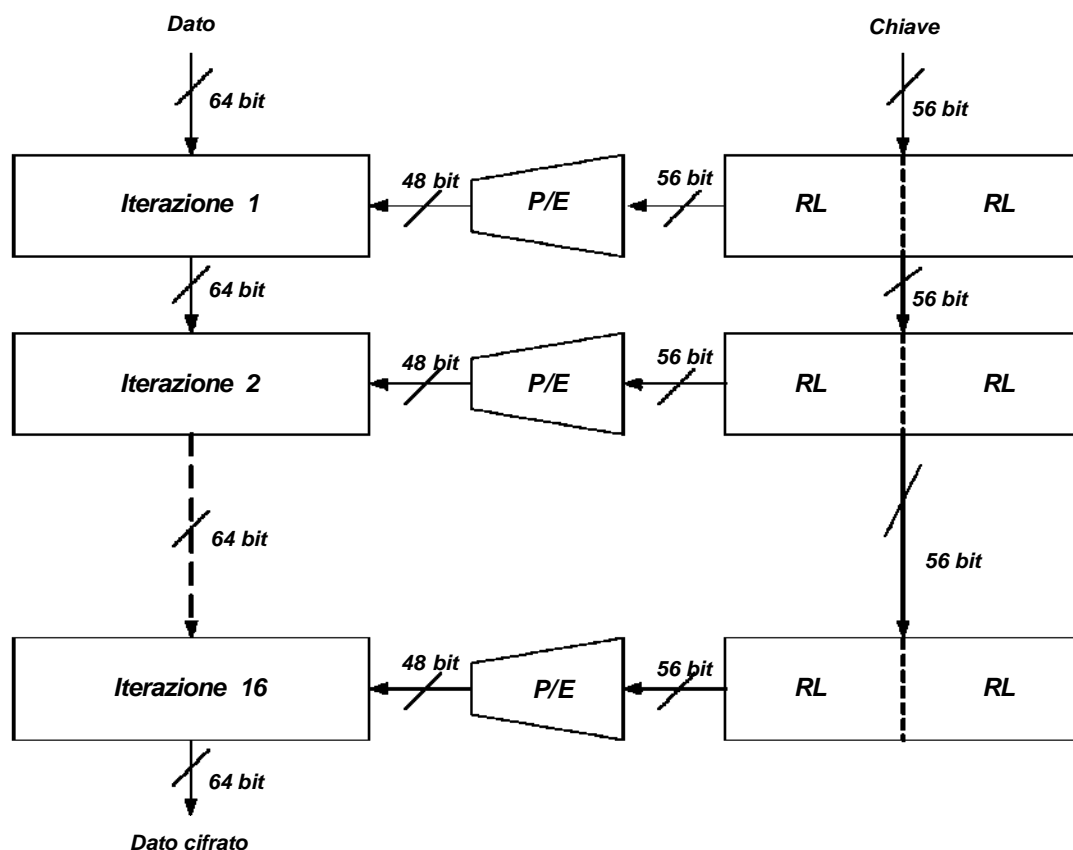 Dato
Chiave
64 bit
56 bit
Iterazione 1
48 bit
P/E
56 bit
RL
RL
64 bit
56 bit
Iterazione 2
48 bit
P/E
56 bit
RL
RL
64 bit
56 bit
Iterazione 16
48 bit
P/E
56 bit
RL
RL
64 bit
Dato cifrato